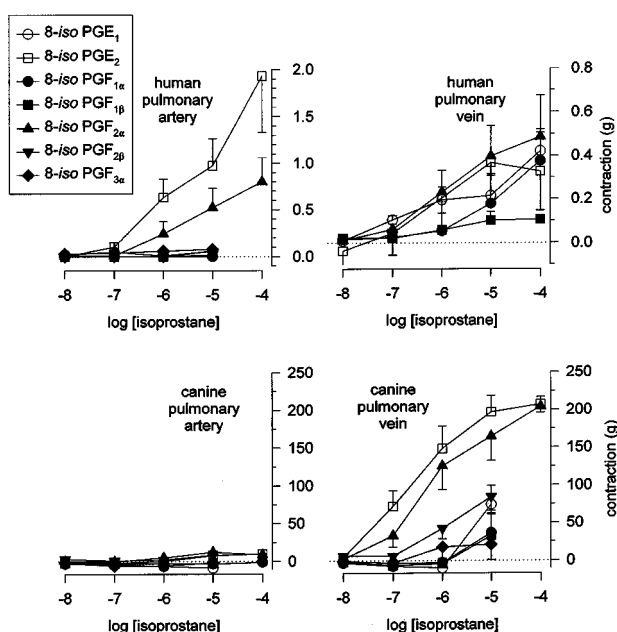 8-iso PGE1
8-iso PGE2
8-iso PGF1α
8-iso PGF1β
8-iso PGF2α
8-iso PGF2β
8-iso PGF3α
human
pulmonary
artery
2.0
1.5
1.0
0.5
0.0
-8 -7 -6 -5 -4
log [isoprostane]
human
pulmonary
vein
0.8
0.6
0.4
0.2
0.0
contraction (g)
-8 -7 -6 -5 -4
log [isoprostane]
canine
pulmonary
artery
250
200
150
100
50
0
-8 -7 -6 -5 -4
log [isoprostane]
canine
pulmonary
vein
250
200
150
100
50
0
contraction (g)
-8 -7 -6 -5 -4
log [isoprostane]